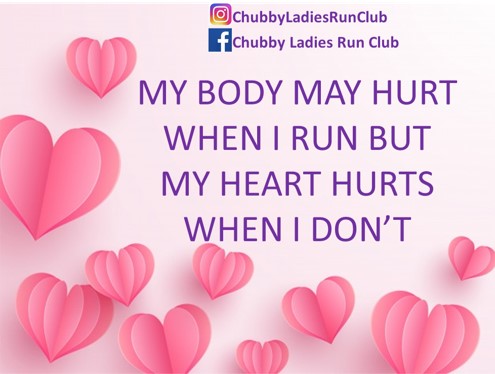 ChubbyLadiesRunClub
Chubby Ladies Run Club
MY BODY MAY HURT
WHEN I RUN BUT
MY HEART HURTS
WHEN I DON’T